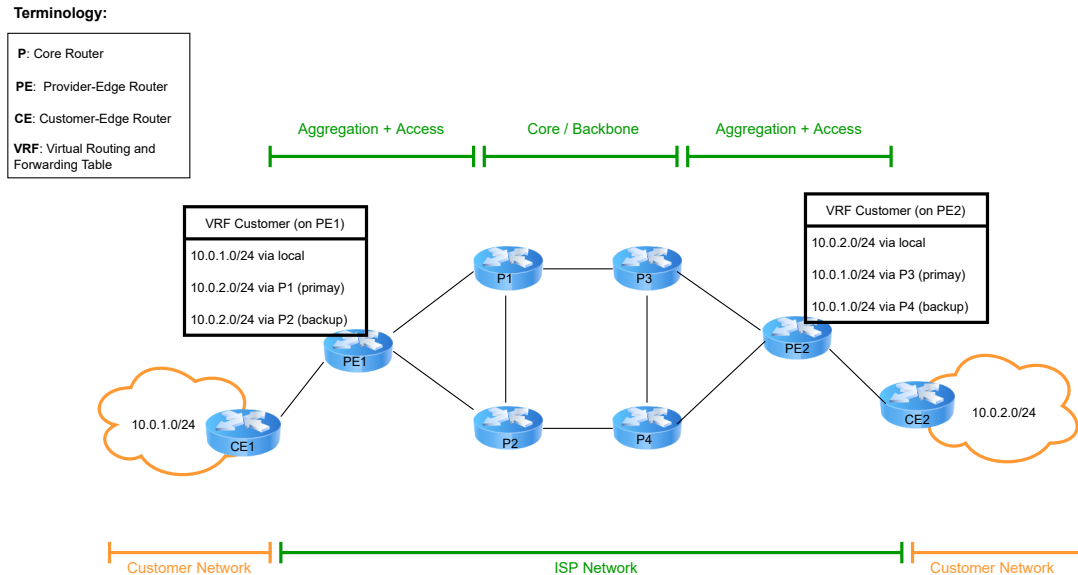 Terminology:
P: Core Router
PE: Provider-Edge Router
CE: Customer-Edge Router
VRF: Virtual Routing and
Forwarding Table
Aggregation + Access
Core / Backbone
Aggregation + Access
VRF Customer (on PE1)
10.0.1.0/24 via local
10.0.2.0/24 via P1 (primay)
10.0.2.0/24 via P2 (backup)
VRF Customer (on PE2)
10.0.2.0/24 via local
10.0.1.0/24 via P3 (primay)
10.0.1.0/24 via P4 (backup)
P1
P3
PE1
PE2
10.0.1.0/24
CE1
P2
P4
CE2
10.0.2.0/24
Customer Network
ISP Network
Customer Network